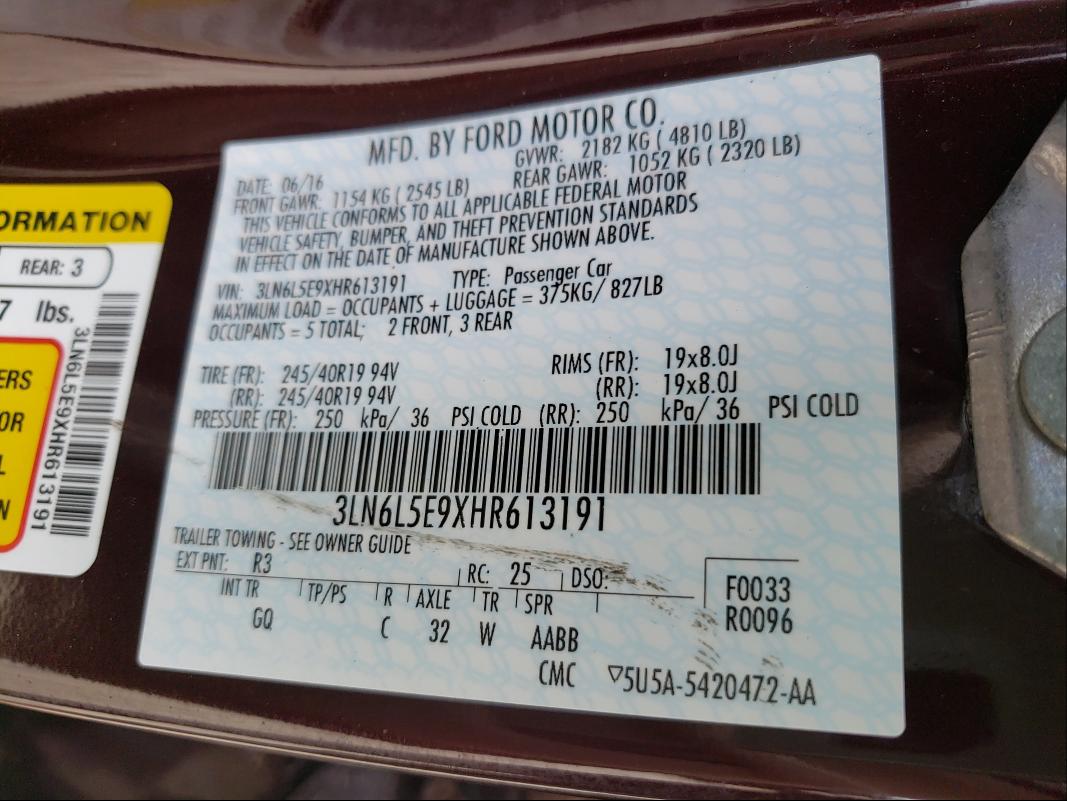 MFD. BY FORD MOTOR CO.
DATE: 06/16 GVWR: 2182 KG ( 4810 LB)
FRONT GAWR: 1154 KG ( 2545 LB) REAR GAWR: 1052 KG ( 2320 LB)
THIS VEHICLE CONFORMS TO ALL APPLICABLE FEDERAL MOTOR
VEHICLE SAFETY, BUMPER, AND THEFT PREVENTION STANDARDS
IN EFFECT ON THE DATE OF MANUFACTURE SHOWN ABOVE.
VIN: 3LN6L5E9XHR613191 TYPE: Passenger Car
MAXIMUM LOAD = OCCUPANTS + LUGGAGE = 375KG/ 827LB
OCCUPANTS = 5 TOTAL; 2 FRONT, 3 REAR
TIRE (FR): 245/40R19 94V RIMS (FR): 19x8.0J
(RR): 245/40R19 94V (RR): 19x8.0J
PRESSURE (FR): 250 kPa/ 36 PSI COLD (RR): 250 kPa/ 36 PSI COLD
3LN6L5E9XHR613191
TRAILER TOWING - SEE OWNER GUIDE
EXT PNT: R3 RC: 25 DSO:
INT TR TP/PS R AXLE TR SPR
GQ C 32 W AABB
F0033
R0096
CMC ▽5U5A-5420472-AA
ORMATION
REAR: 3
7 lbs.
ERS
OR
L
N
3LN6L5E9XHR613191